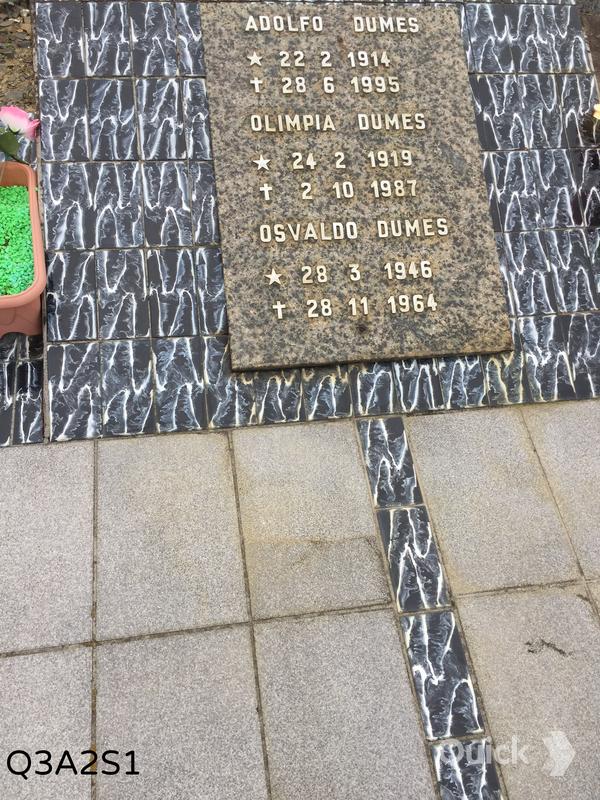 ADOLFO DUMES
★ 22 2 1914
✝ 28 6 1995
OLIMPIA DUMES
★ 24 2 1919
✝ 2 10 1987
OSVALDO DUMES
★ 28 3 1946
✝ 28 11 1964
Quick
Q3A2S1